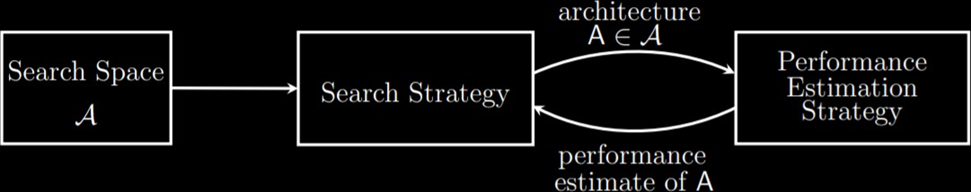 Search Space
𝒜
Search Strategy
architecture
A ∈ 𝒜
performance
estimate of A
Performance
Estimation
Strategy